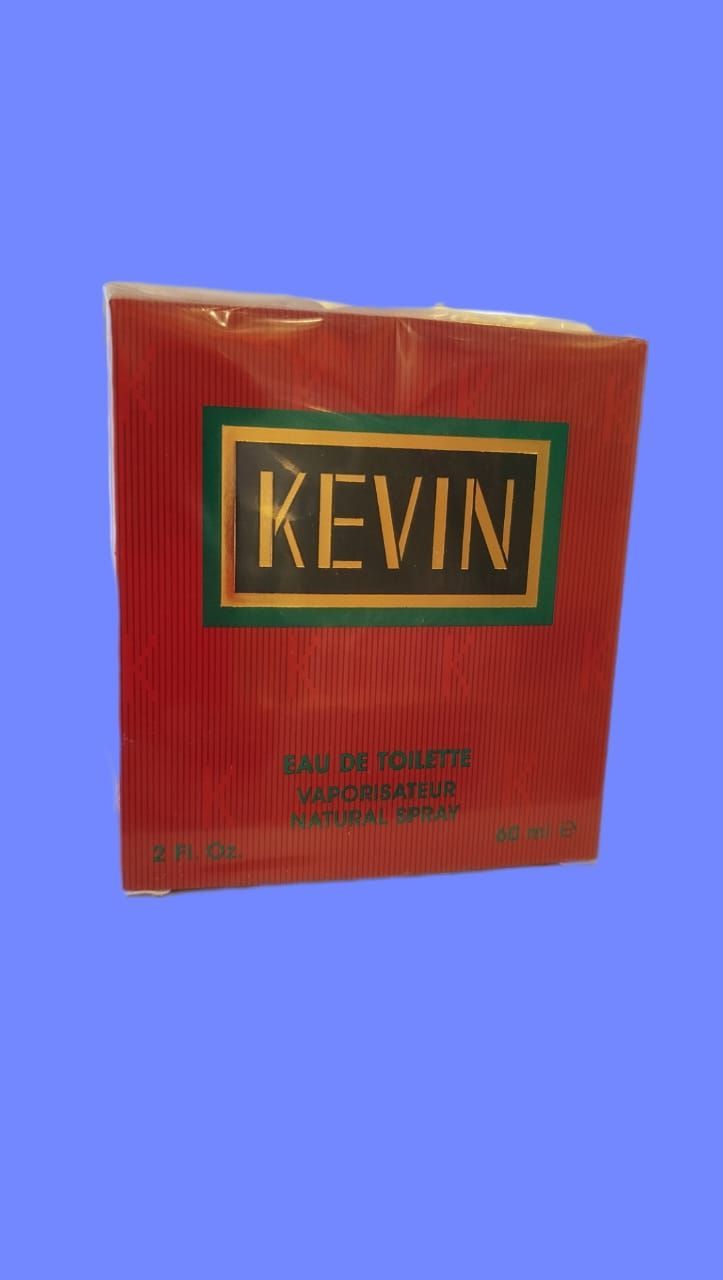 KEVIN
EAU DE TOILETTE
VAPORISATEUR
NATURAL SPRAY
2 Fl. Oz.
60 ml ℮